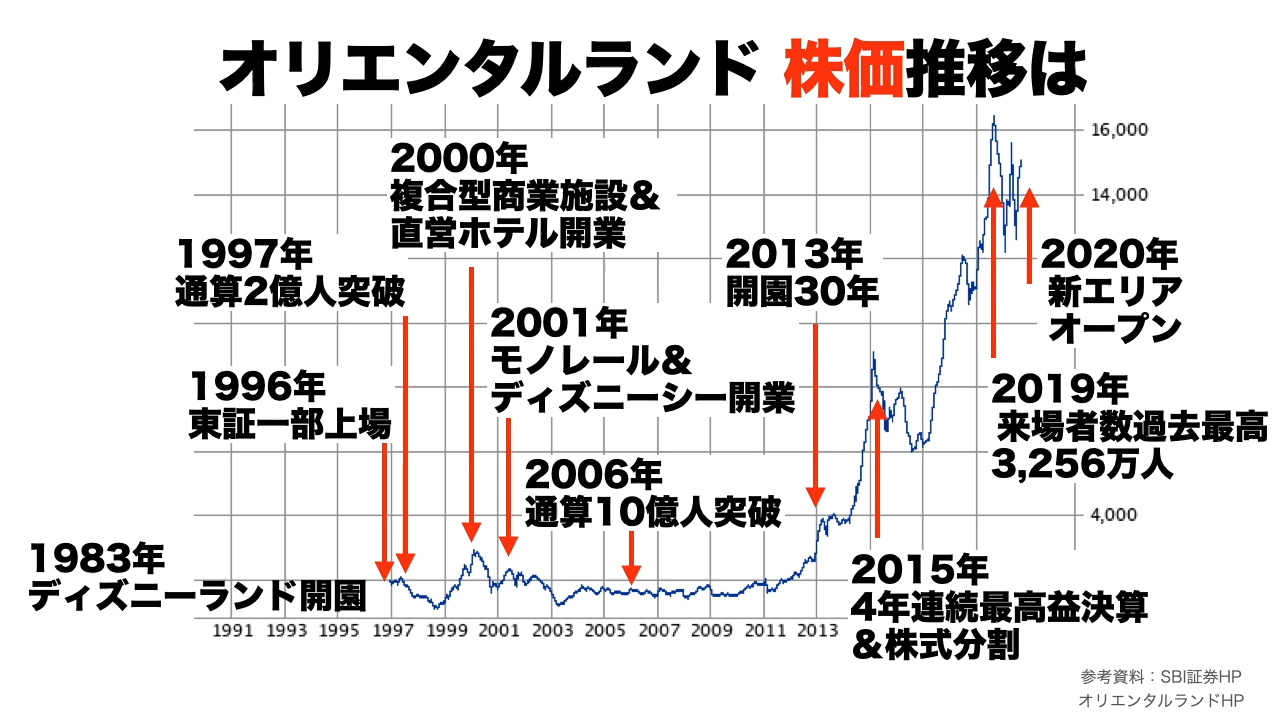 オリエンタルランド 株価推移は
16,000
14,000
4,000
2000年
複合型商業施設&
直営ホテル開業
1997年
通算2億人突破
2013年
開園30年
2020年
新エリア
オープン
2001年
モノレール&
ディズニーシー開業
1996年
東証一部上場
2019年
来場者数過去最高
3,256万人
2006年
通算10億人突破
1983年
ディズニーランド開園
2015年
4年連続最高益決算
&株式分割
1991 1993 1995 1997 1999 2001 2003 2005 2007 2009 2011 2013
参考資料:SBI証券HP
オリエンタルランドHP